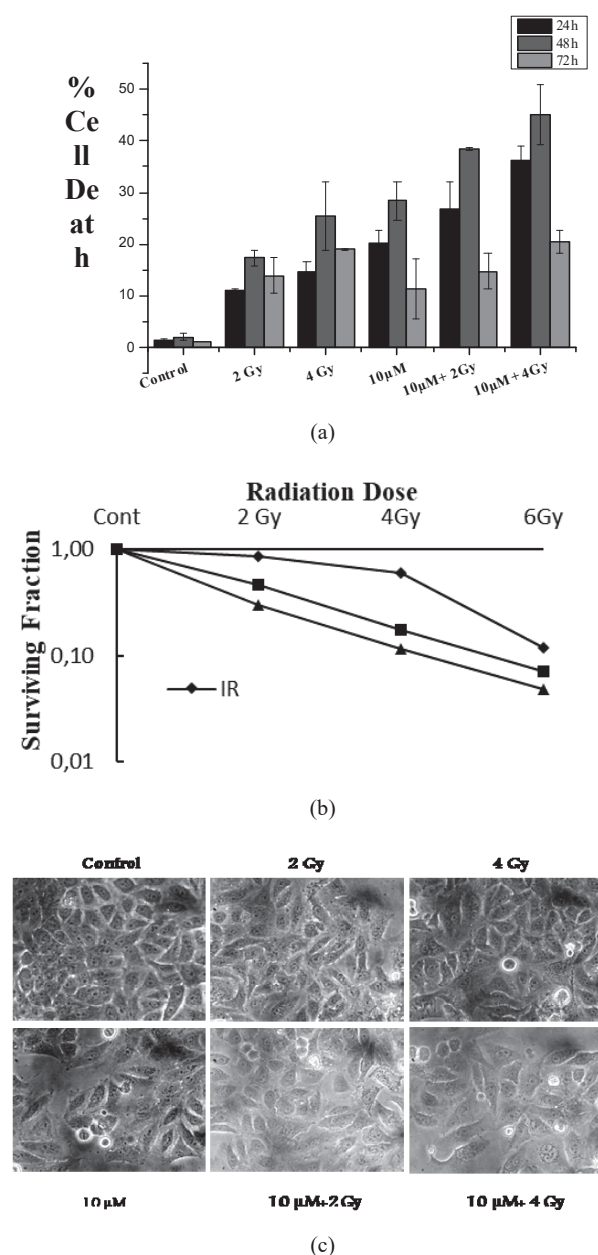 24h
48h
72h
%
Ce
ll
De
at
h
50
40
30
20
10
0
Control
2 Gy
4 Gy
10µM
10µM+ 2Gy
10µM + 4Gy
(a)
Radiation Dose
Cont 2 Gy 4Gy 6Gy
Surviving Fraction
1,00
0,10
0,01
IR
(b)
Control 2 Gy 4 Gy
10 µM 10 µM+2 Gy 10 µM+ 4 Gy
(c)